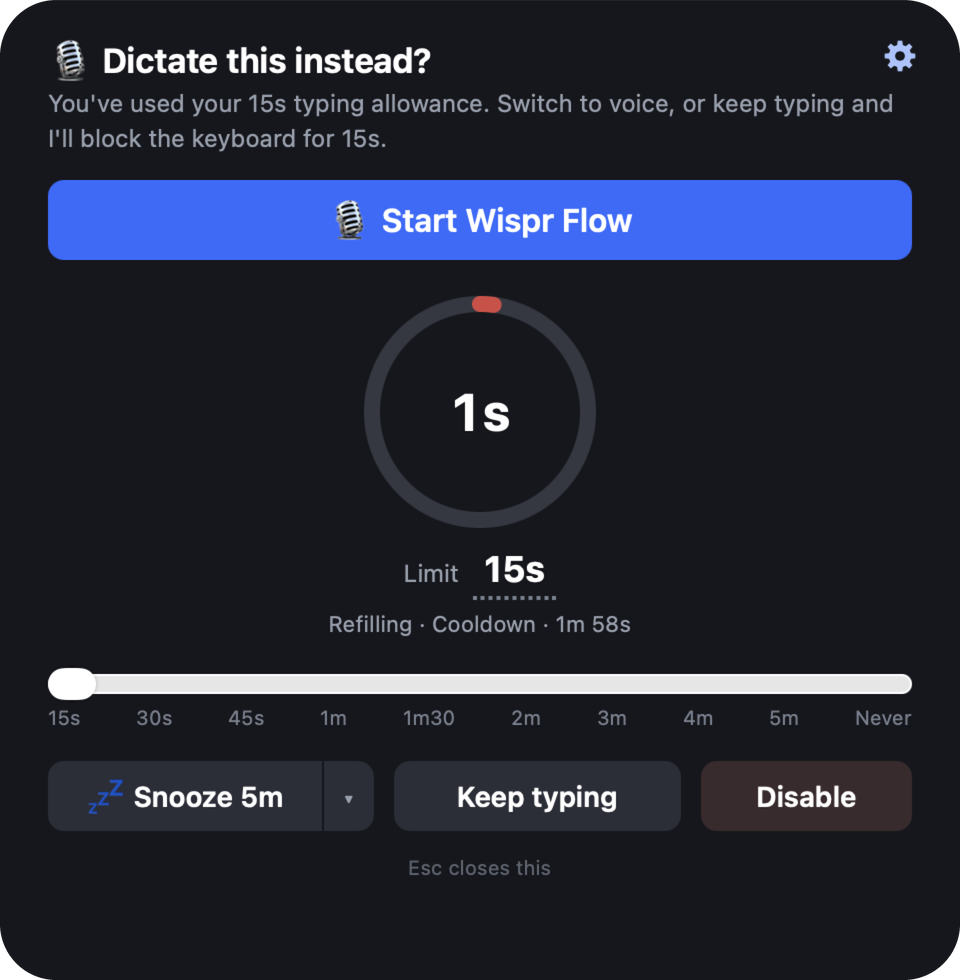 Dictate this instead?
You've used your 15s typing allowance. Switch to voice, or keep typing and
I'll block the keyboard for 15s.
Start Wispr Flow
1s
Limit 15s
Refilling · Cooldown · 1m 58s
15s 30s 45s 1m 1m30 2m 3m 4m 5m Never
zzZ Snooze 5m ▾ Keep typing Disable
Esc closes this